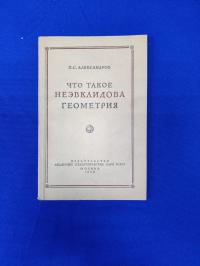 П.С. АЛЕКСАНДРОВ
ЧТО ТАКОЕ
НЕЭВКЛИДОВА
ГЕОМЕТРИЯ
ИЗДАТЕЛЬСТВО
АКАДЕМИИ ПЕДАГОГИЧЕСКИХ НАУК РСФСР
МОСКВА